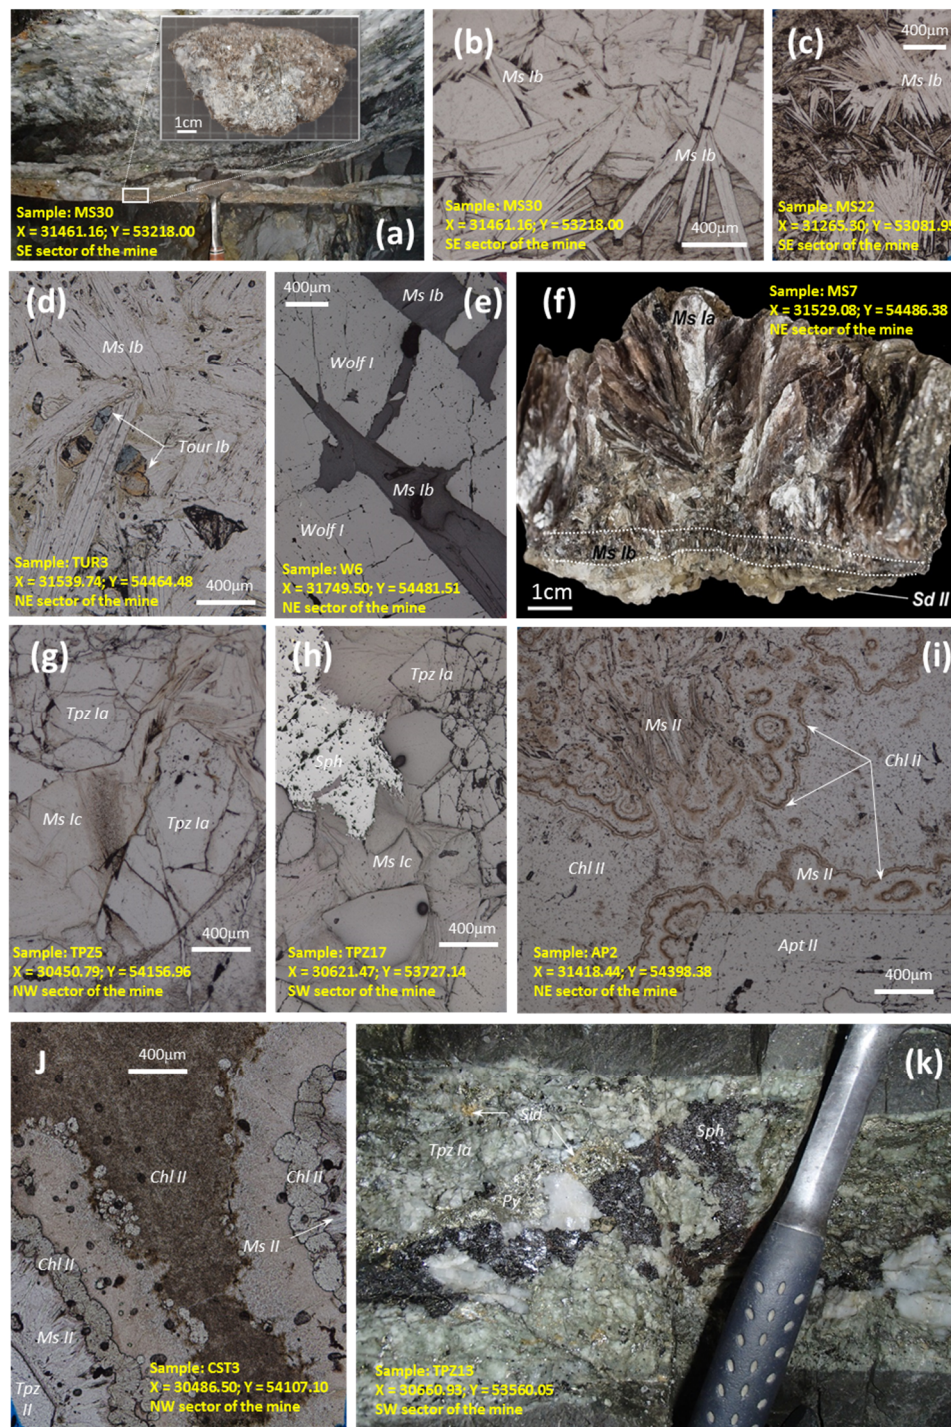 1cm
Sample: MS30
X = 31461.16; Y = 53218.00
SE sector of the mine
(a)
(b)
Ms Ib
Ms Ib
Sample: MS30
X = 31461.16; Y = 53218.00
SE sector of the mine
400μm
(c)
400μm
Ms Ib
Sample: MS22
X = 31265.30; Y = 53081.95
SE sector of the mine
(d)
Ms Ib
Tour Ib
Sample: TUR3
X = 31539.74; Y = 54464.48
NE sector of the mine
400μm
400μm
Ms Ib
(e)
Wolf I
Ms Ib
Wolf I
Sample: W6
X = 31749.50; Y = 54481.51
NE sector of the mine
(f)
Ms Ia
Sample: MS7
X = 31529.08; Y = 54486.38
NE sector of the mine
Ms Ib
1cm
Sd II
(g)
Tpz Ia
Ms Ic
Tpz Ia
400μm
Sample: TPZ5
X = 30450.79; Y = 54156.96
NW sector of the mine
(h)
Tpz Ia
Sph
Ms Ic
400μm
Sample: TPZ17
X = 30621.47; Y = 53727.14
SW sector of the mine
(i)
Ms II
Chl II
Chl II
Ms II
Apt II
Sample: AP2
X = 31418.44; Y = 54398.38
NE sector of the mine
400μm
J
400μm
Chl II
Chl II
Ms II
Chl II
Ms II
Tpz
II
Sample: CST3
X = 30486.50; Y = 54107.10
NW sector of the mine
(k)
Sid
Sph
Tpz Ia
Py
Sample: TPZ13
X = 30660.93; Y = 53560.05
SW sector of the mine